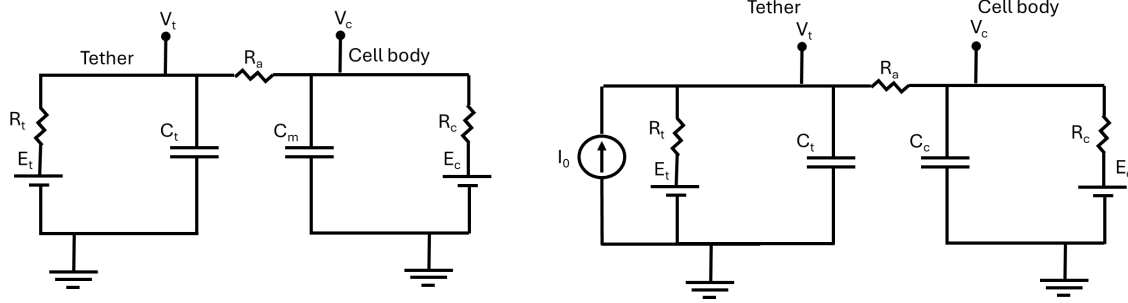 Tether
Cell body
Vt
Vc
Tether
Cell body
Ra
Rt
Ct
Cm
Rc
Et
Ec
Vt
Vc
Ra
Rt
Ct
Cc
Rc
I0
Et